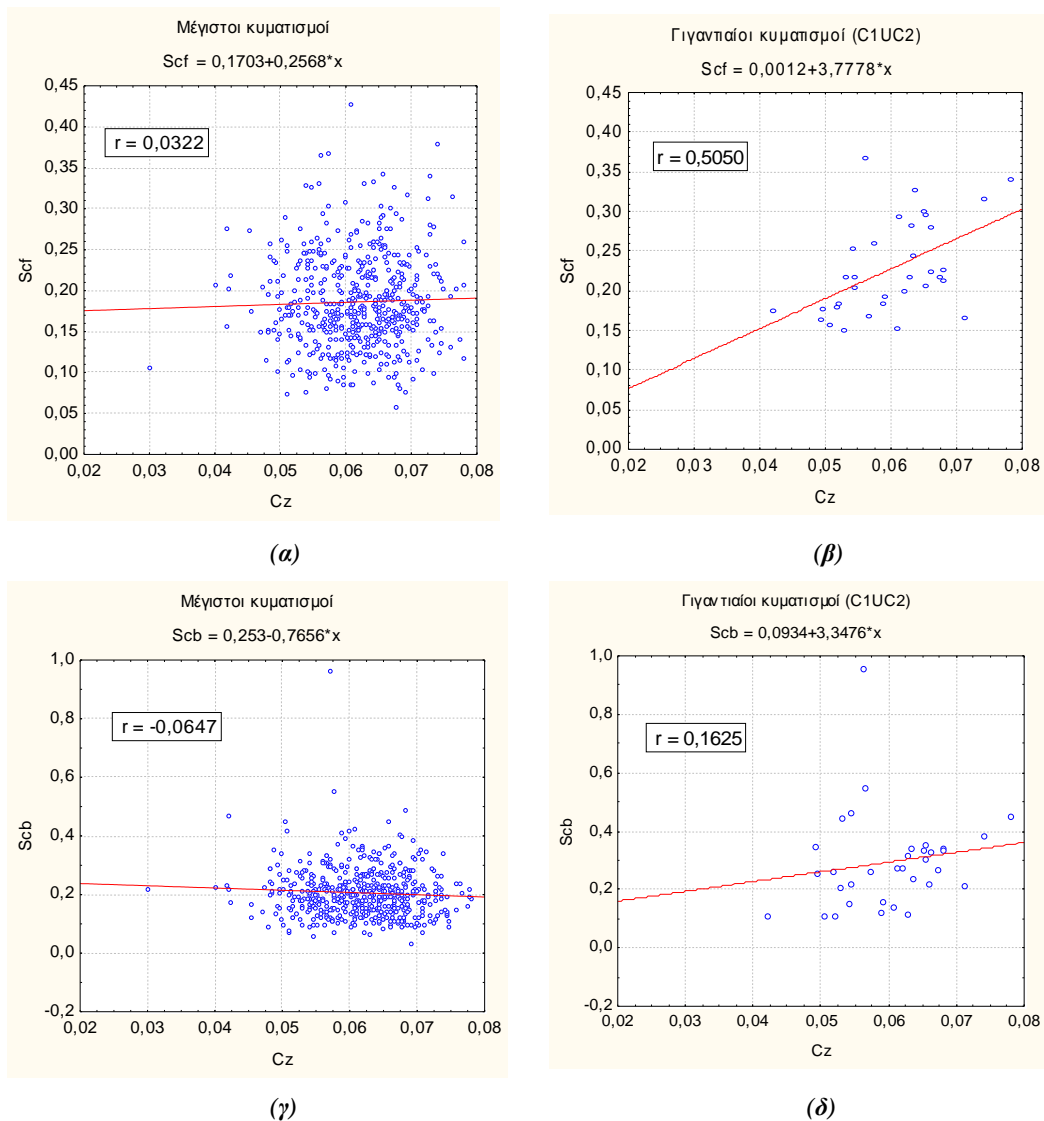 Μέγιστοι κυματισμοί
Scf = 0,1703+0,2568*x
0,45
0,40
0,35
0,30
0,25
0,20
0,15
0,10
0,05
0,00
r = 0,0322
Scf
0,02 0,03 0,04 0,05 0,06 0,07 0,08
Cz
(α)
Γιγαντιαίοι κυματισμοί (C1UC2)
Scf = 0,0012+3,7778*x
0,45
0,40
0,35
0,30
0,25
0,20
0,15
0,10
0,05
0,00
r = 0,5050
Scf
0,02 0,03 0,04 0,05 0,06 0,07 0,08
Cz
(β)
Μέγιστοι κυματισμοί
Scb = 0,253-0,7656*x
1,0
0,8
0,6
0,4
0,2
0,0
-0,2
r = -0,0647
Scb
0,02 0,03 0,04 0,05 0,06 0,07 0,08
Cz
(γ)
Γιγαντιαίοι κυματισμοί (C1UC2)
Scb = 0,0934+3,3476*x
1,0
0,8
0,6
0,4
0,2
0,0
-0,2
r = 0,1625
Scb
0,02 0,03 0,04 0,05 0,06 0,07 0,08
Cz
(δ)